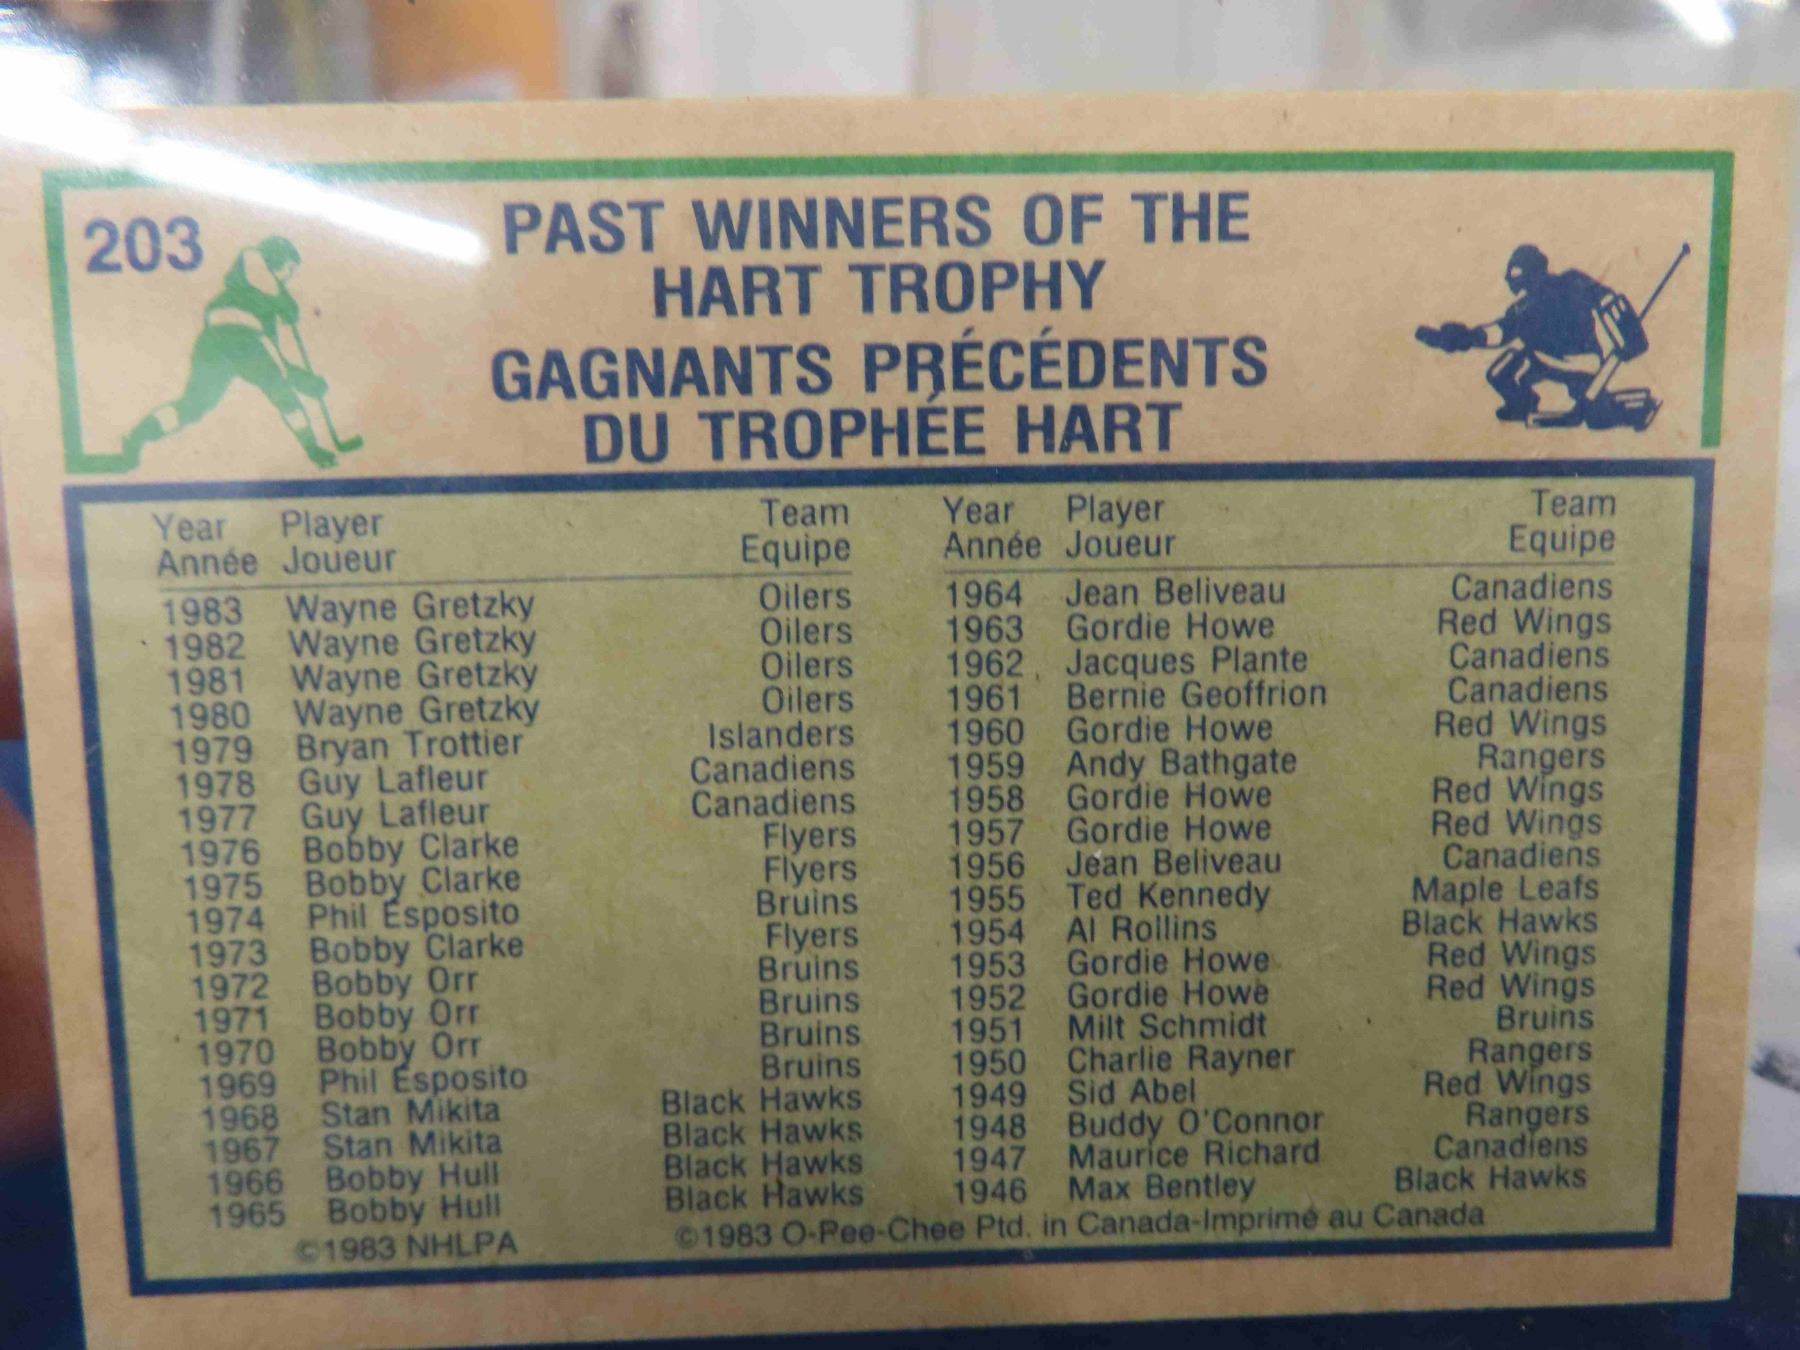 203
PAST WINNERS OF THE
HART TROPHY
GAGNANTS PRÉCÉDENTS
DU TROPHÉE HART
Year Player Team
Année Joueur Equipe
1983 Wayne Gretzky Oilers
1982 Wayne Gretzky Oilers
1981 Wayne Gretzky Oilers
1980 Wayne Gretzky Oilers
1979 Bryan Trottier Islanders
1978 Guy Lafleur Canadiens
1977 Guy Lafleur Canadiens
1976 Bobby Clarke Flyers
1975 Bobby Clarke Flyers
1974 Phil Esposito Bruins
1973 Bobby Clarke Flyers
1972 Bobby Orr Bruins
1971 Bobby Orr Bruins
1970 Bobby Orr Bruins
1969 Phil Esposito Bruins
1968 Stan Mikita Black Hawks
1967 Stan Mikita Black Hawks
1966 Bobby Hull Black Hawks
1965 Bobby Hull Black Hawks
Year Player Team
Année Joueur Equipe
1964 Jean Beliveau Canadiens
1963 Gordie Howe Red Wings
1962 Jacques Plante Canadiens
1961 Bernie Geoffrion Canadiens
1960 Gordie Howe Red Wings
1959 Andy Bathgate Rangers
1958 Gordie Howe Red Wings
1957 Gordie Howe Red Wings
1956 Jean Beliveau Canadiens
1955 Ted Kennedy Maple Leafs
1954 Al Rollins Black Hawks
1953 Gordie Howe Red Wings
1952 Gordie Howe Red Wings
1951 Milt Schmidt Bruins
1950 Charlie Rayner Rangers
1949 Sid Abel Red Wings
1948 Buddy O'Connor Rangers
1947 Maurice Richard Canadiens
1946 Max Bentley Black Hawks
©1983 NHLPA ©1983 O-Pee-Chee Ptd. in Canada-Imprimé au Canada